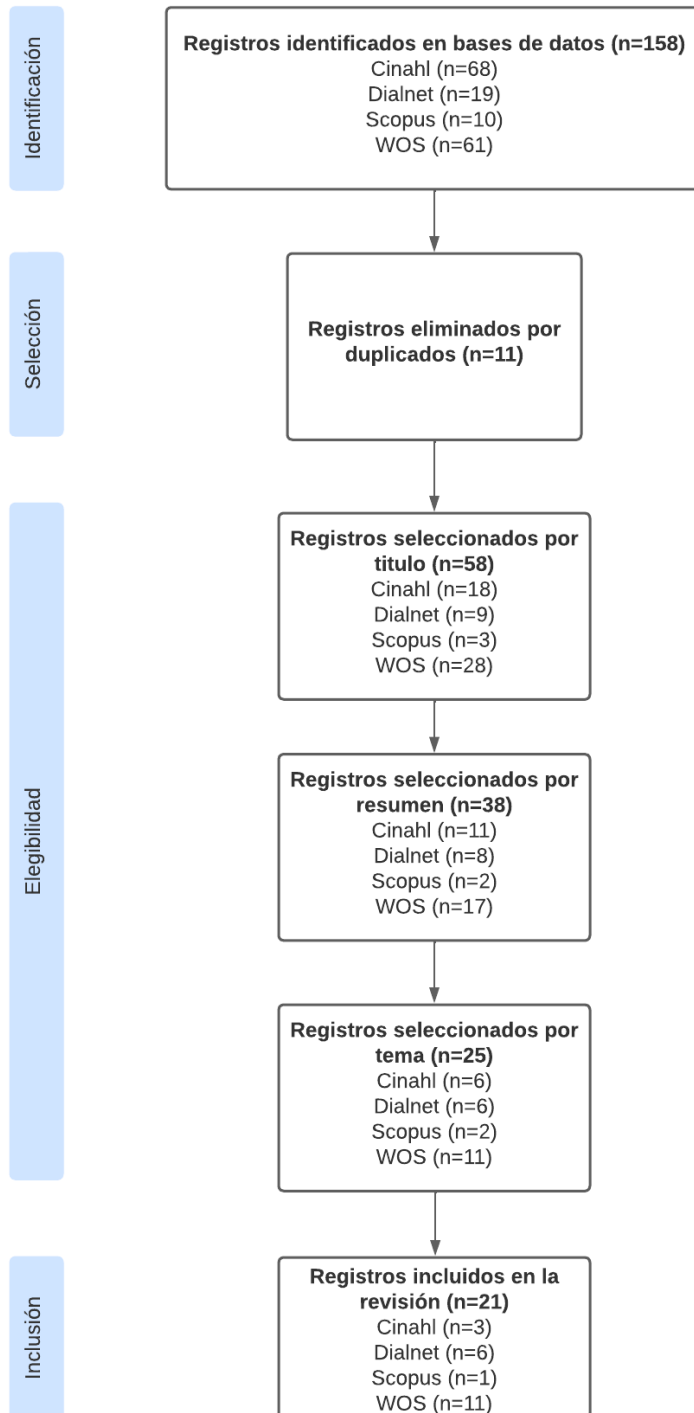 Identificación
Registros identificados en bases de datos (n=158)
Cinahl (n=68)
Dialnet (n=19)
Scopus (n=10)
WOS (n=61)
Selección
Registros eliminados por
duplicados (n=11)
Elegibilidad
Registros seleccionados por
titulo (n=58)
Cinahl (n=18)
Dialnet (n=9)
Scopus (n=3)
WOS (n=28)
Registros seleccionados por
resumen (n=38)
Cinahl (n=11)
Dialnet (n=8)
Scopus (n=2)
WOS (n=17)
Registros seleccionados por
tema (n=25)
Cinahl (n=6)
Dialnet (n=6)
Scopus (n=2)
WOS (n=11)
Inclusión
Registros incluidos en la
revisión (n=21)
Cinahl (n=3)
Dialnet (n=6)
Scopus (n=1)
WOS (n=11)